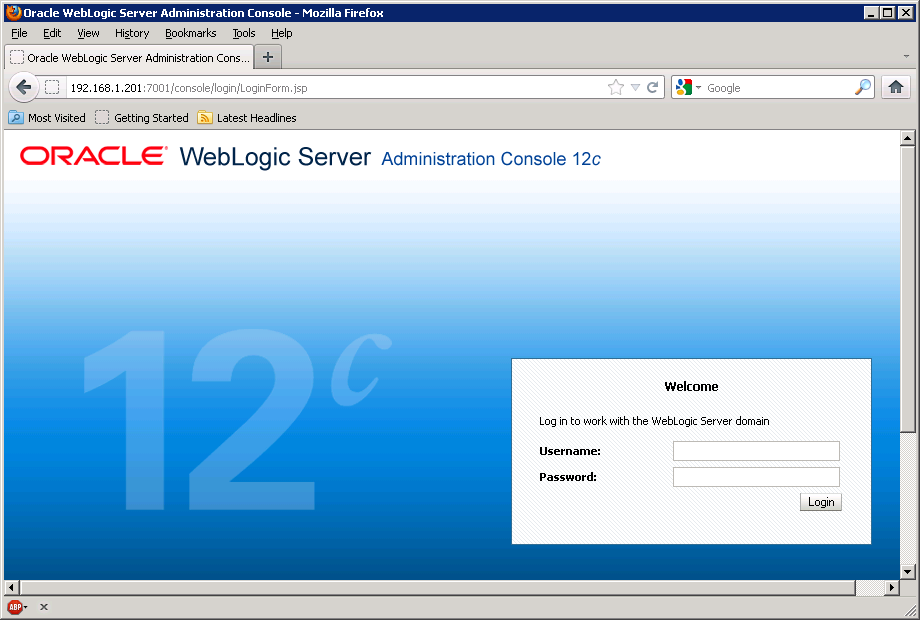 Oracle WebLogic Server Administration Console - Mozilla Firefox
File Edit View History Bookmarks Tools Help
Oracle WebLogic Server Administration Cons...
192.168.1.201:7001/console/login/LoginForm.jsp Google
Most Visited Getting Started Latest Headlines
ORACLE® WebLogic Server Administration Console 12c
12c
Welcome
Log in to work with the WebLogic Server domain
Username:
Password:
Login
ABP